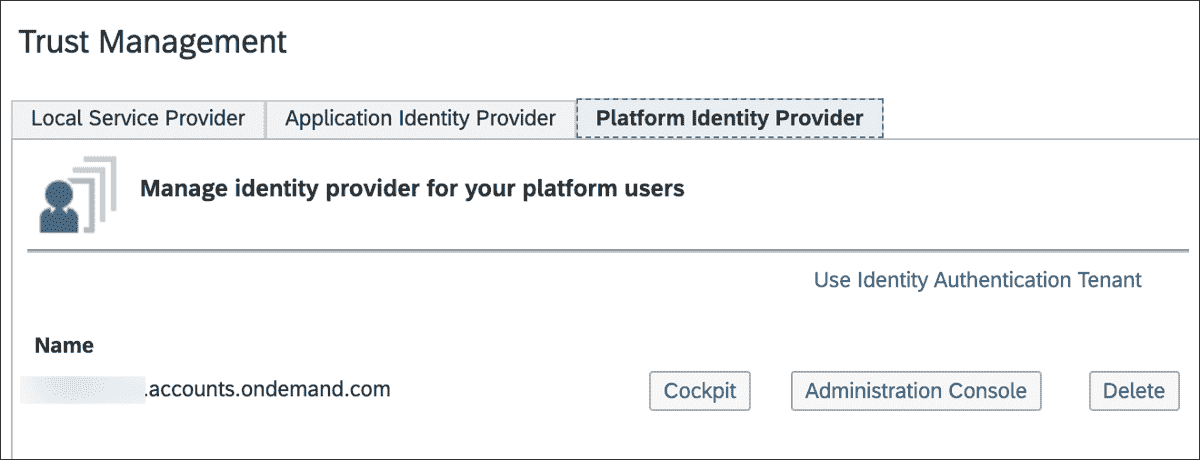 Trust Management
Local Service Provider
Application Identity Provider
Platform Identity Provider
Manage identity provider for your platform users
Use Identity Authentication Tenant
Name
.accounts.ondemand.com
Cockpit
Administration Console
Delete